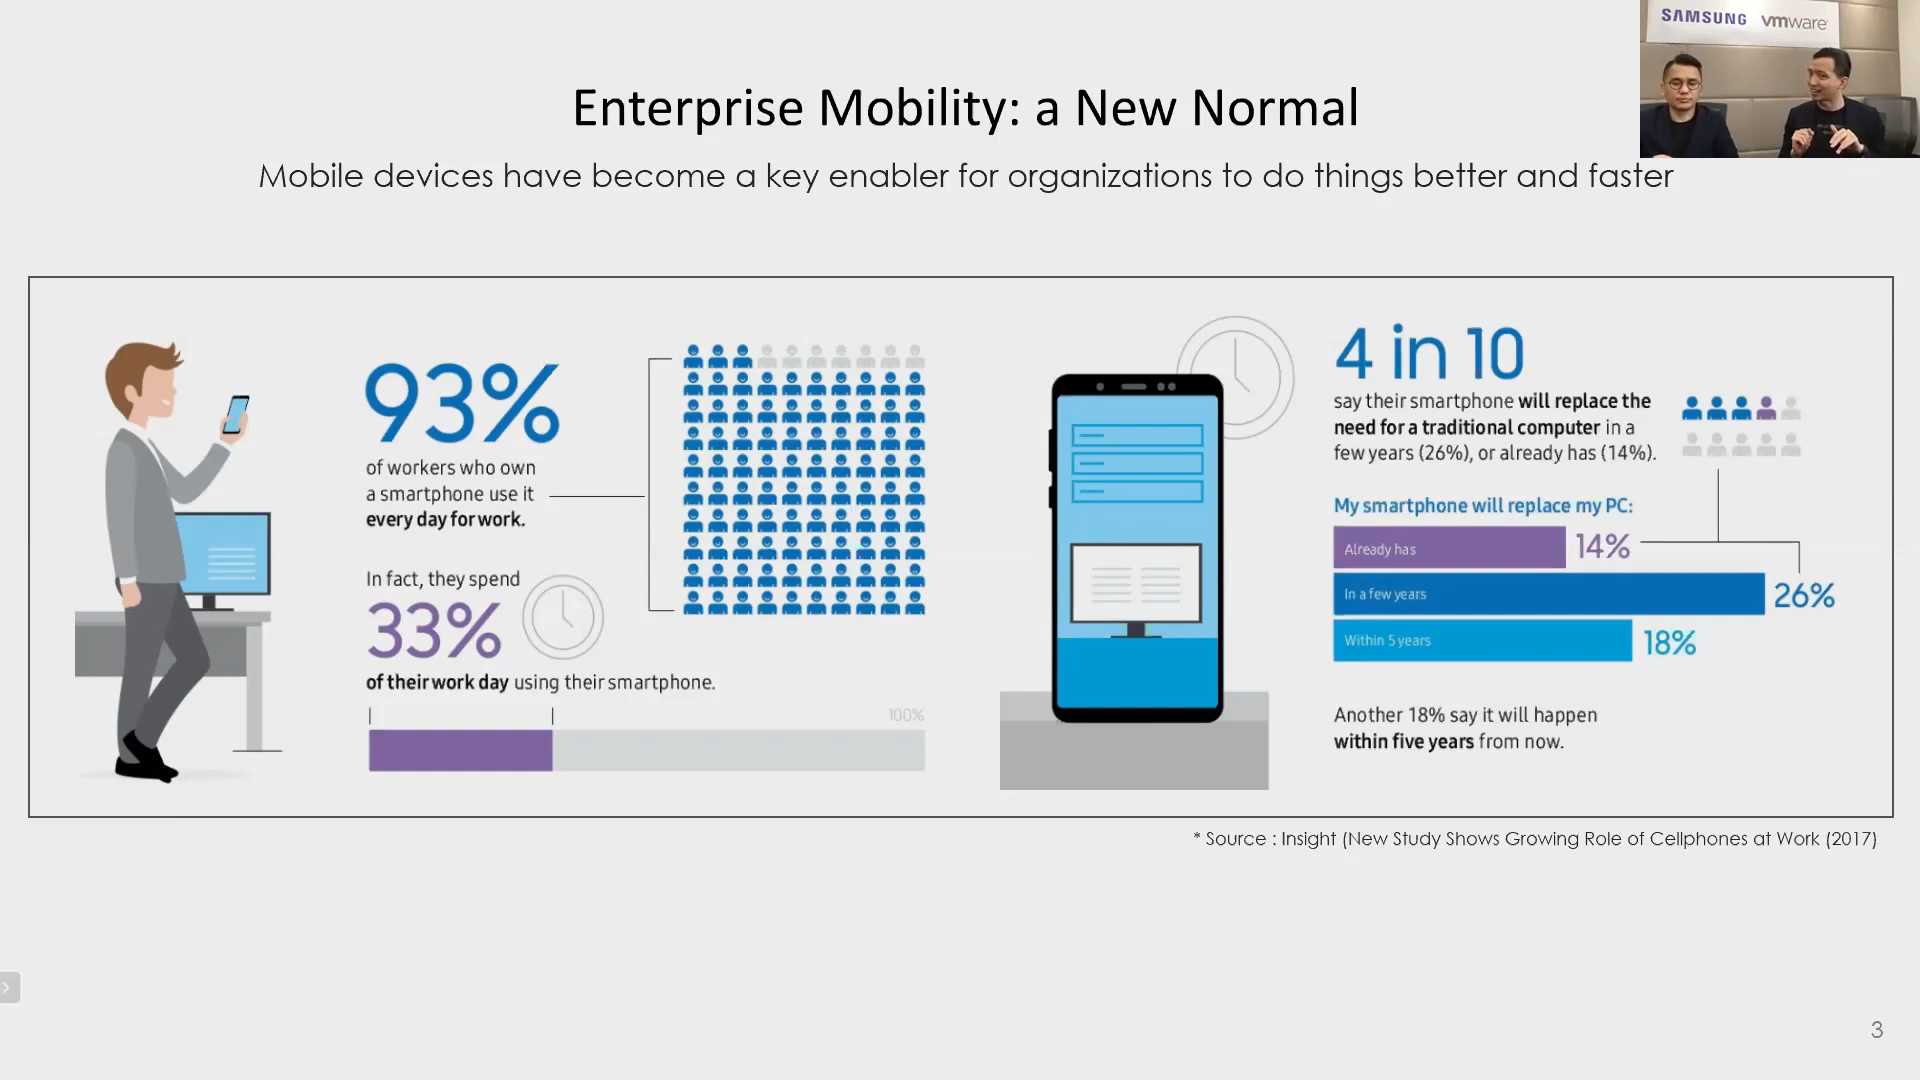 SAMSUNG vmware
Enterprise Mobility: a New Normal
Mobile devices have become a key enabler for organizations to do things better and faster
93%
of workers who own
a smartphone use it
every day for work.
In fact, they spend
33%
of their work day using their smartphone.
100%
4 in 10
say their smartphone will replace the
need for a traditional computer in a
few years (26%), or already has (14%).
My smartphone will replace my PC:
Already has 14%
In a few years 26%
Within 5 years 18%
Another 18% say it will happen
within five years from now.
* Source : Insight (New Study Shows Growing Role of Cellphones at Work (2017)
3